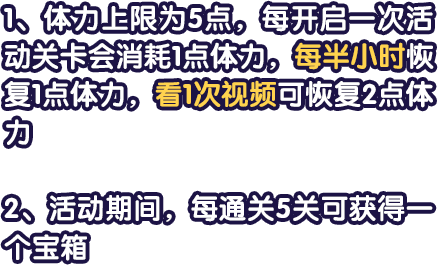 1、体力上限为5点，每开启一次活
动关卡会消耗1点体力，每半小时恢
复1点体力，看1次视频可恢复2点体
力
2、活动期间，每通关5关可获得一
个宝箱